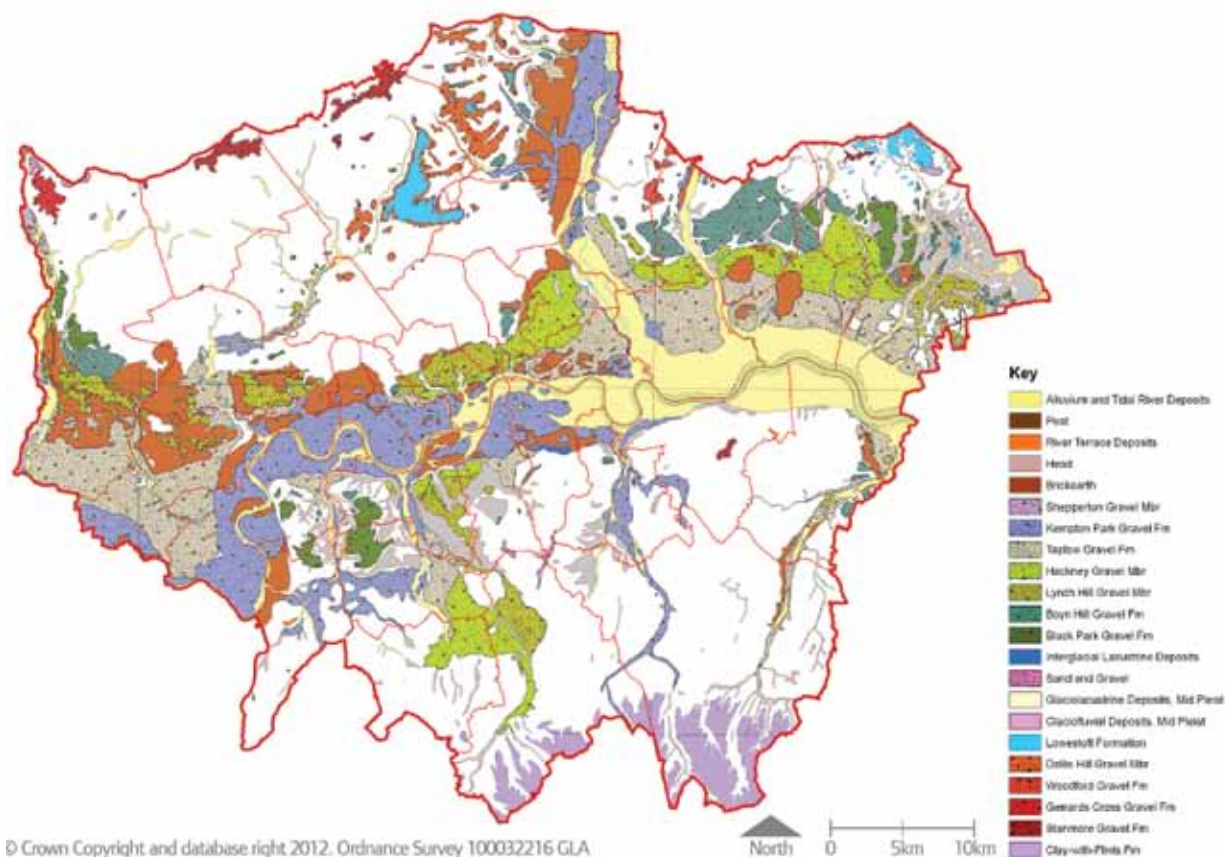 Key
Alluvium and Tidal River Deposits
Peat
River Terrace Deposits
Head
Brickearth
Shepperton Gravel Mbr
Kempton Park Gravel Fm
Taplow Gravel Fm
Hackney Gravel Mbr
Lynch Hill Gravel Mbr
Boyn Hill Gravel Fm
Black Park Gravel Fm
Interglacial Lacustrine Deposits
Sand and Gravel
Glaciolacustrine Deposits, Mid Pleist
Glaciofluvial Deposits, Mid Pleist
Lowestoft Formation
Dollis Hill Gravel Mbr
Woodford Gravel Fm
Gerrards Cross Gravel Fm
Stanmore Gravel Fm
Clay-with-Flints Fm
© Crown Copyright and database right 2012. Ordnance Survey 100032216 GLA
North
0 5km 10km